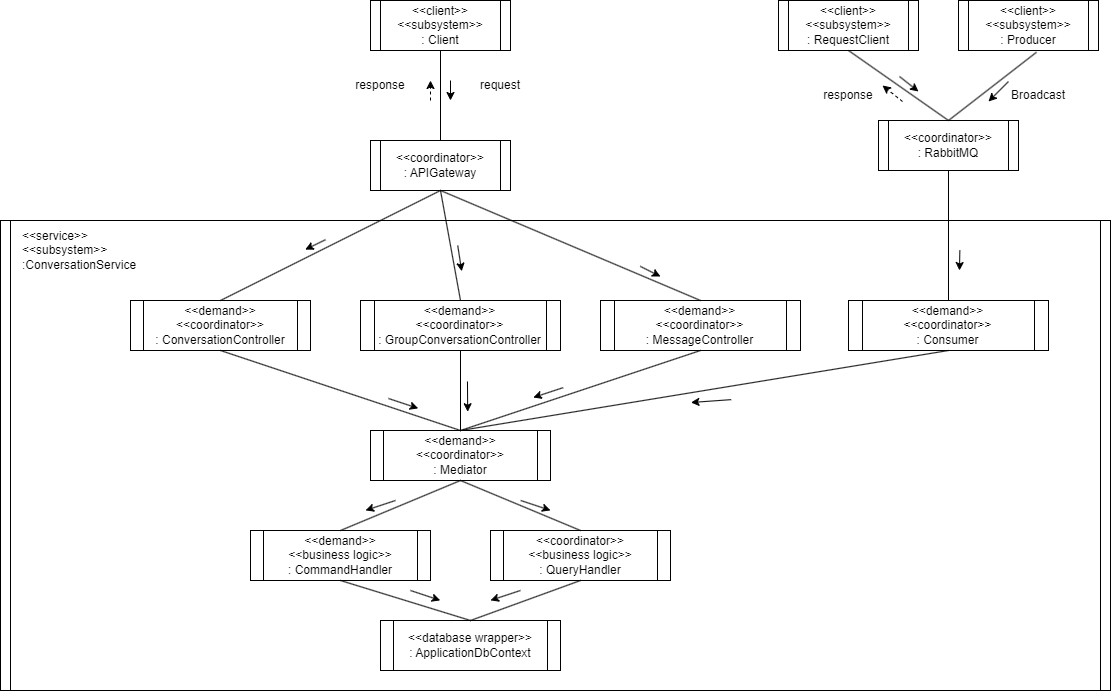 <<client>>
<<subsystem>>
: Client
<<client>>
<<subsystem>>
: RequestClient
<<client>>
<<subsystem>>
: Producer
response
request
response
Broadcast
<<coordinator>>
: APIGateway
<<coordinator>>
: RabbitMQ
<<service>>
<<subsystem>>
:ConversationService
<<demand>>
<<coordinator>>
: ConversationController
<<demand>>
<<coordinator>>
: GroupConversationController
<<demand>>
<<coordinator>>
: MessageController
<<demand>>
<<coordinator>>
: Consumer
<<demand>>
<<coordinator>>
: Mediator
<<demand>>
<<business logic>>
: CommandHandler
<<coordinator>>
<<business logic>>
: QueryHandler
<<database wrapper>>
: ApplicationDbContext